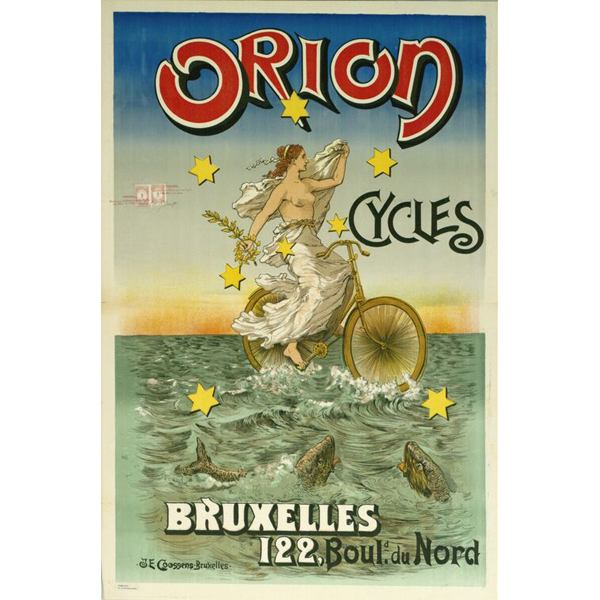 ORION
CYCLES
BRUXELLES
122, Boul.d du Nord
J.E. Goossens-Bruxelles.